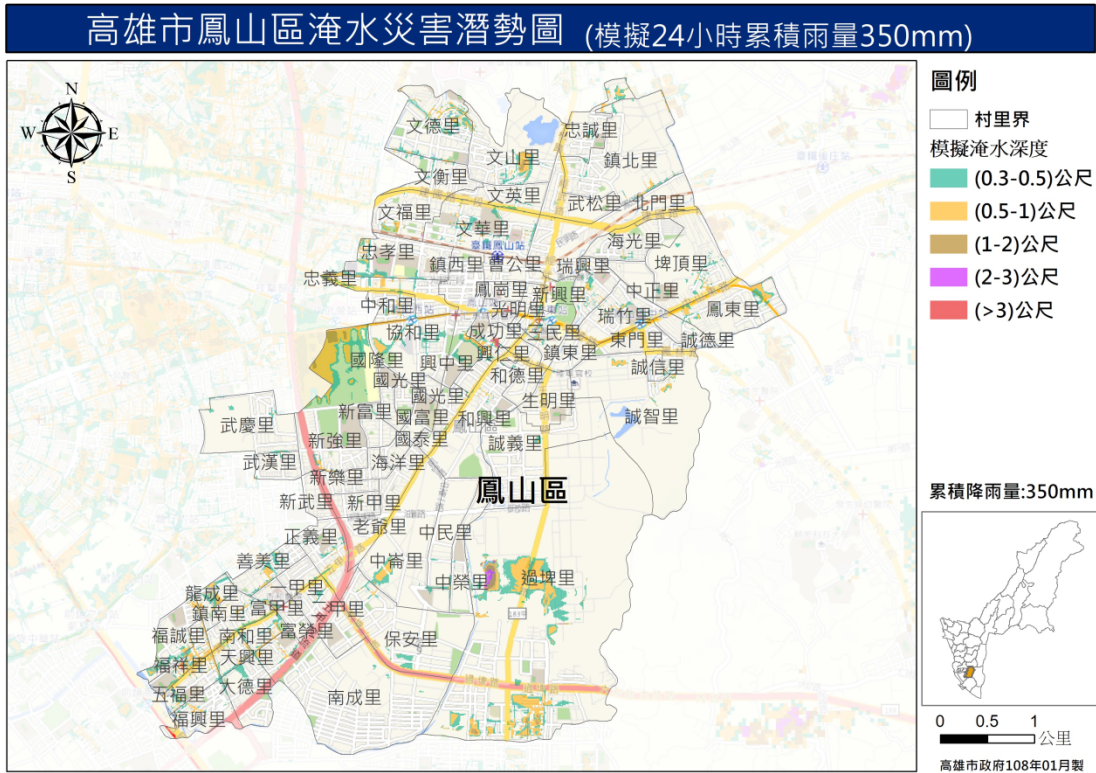 高雄市鳳山區淹水災害潛勢圖 (模擬24小時累積雨量350mm)
N
W E
S
文德里
忠誠里
文山里
鎮北里
文衡里
文英里
武松里 北門里
文福里
文華里
海光里
臺鐵鳳山站
忠孝里
鎮西里 曹公里 瑞興里 埤頂里
忠義里
鳳崗里 新興里 中正里
中和里 光明里 瑞竹里 鳳東里
協和里 成功里 三民里 東門里 誠德里
國隆里 興中里 興仁里 鎮東里 誠信里
國光里 和德里
國光里 生明里
新富里 國富里 和興里 誠智里
武慶里
新強里 國泰里 誠義里
武漢里 海洋里
新樂里
鳳山區
新武里 新甲里
正義里 老爺里 中民里
善美里 中崙里
一甲里 中榮里 過埤里
龍成里
鎮南里 富甲里 二甲里
福誠里 南和里 富榮里 保安里
福祥里 天興里
五福里 大德里 南成里
福興里
圖例
村里界
模擬淹水深度
(0.3-0.5)公尺
(0.5-1)公尺
(1-2)公尺
(2-3)公尺
(>3)公尺
累積降雨量:350mm
0 0.5 1
公里
高雄市政府108年01月製